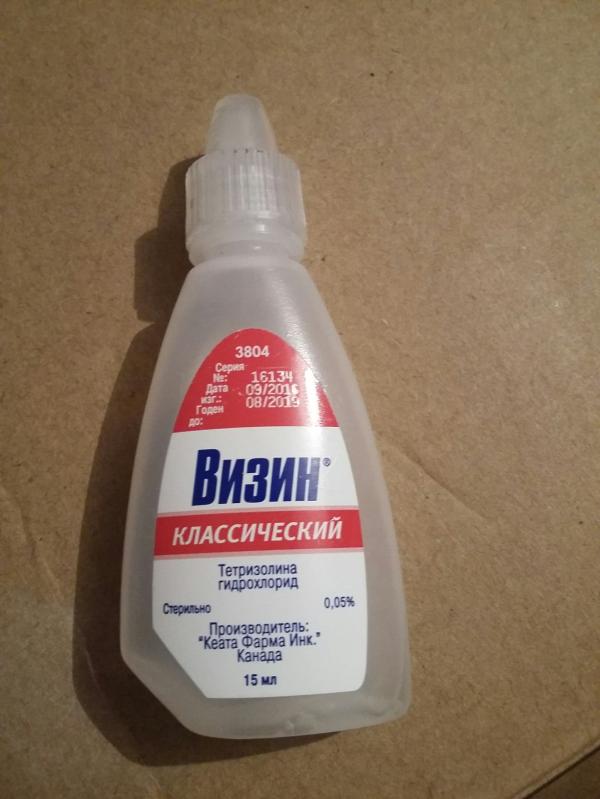 3804
Серия
№: 16134
Дата 09/2016
изг.: 08/2019
Годен
до:
Визин®
КЛАССИЧЕСКИЙ
Тетризолина
гидрохлорид
Стерильно 0,05%
Производитель:
"Кеата Фарма Инк."
Канада
15 мл